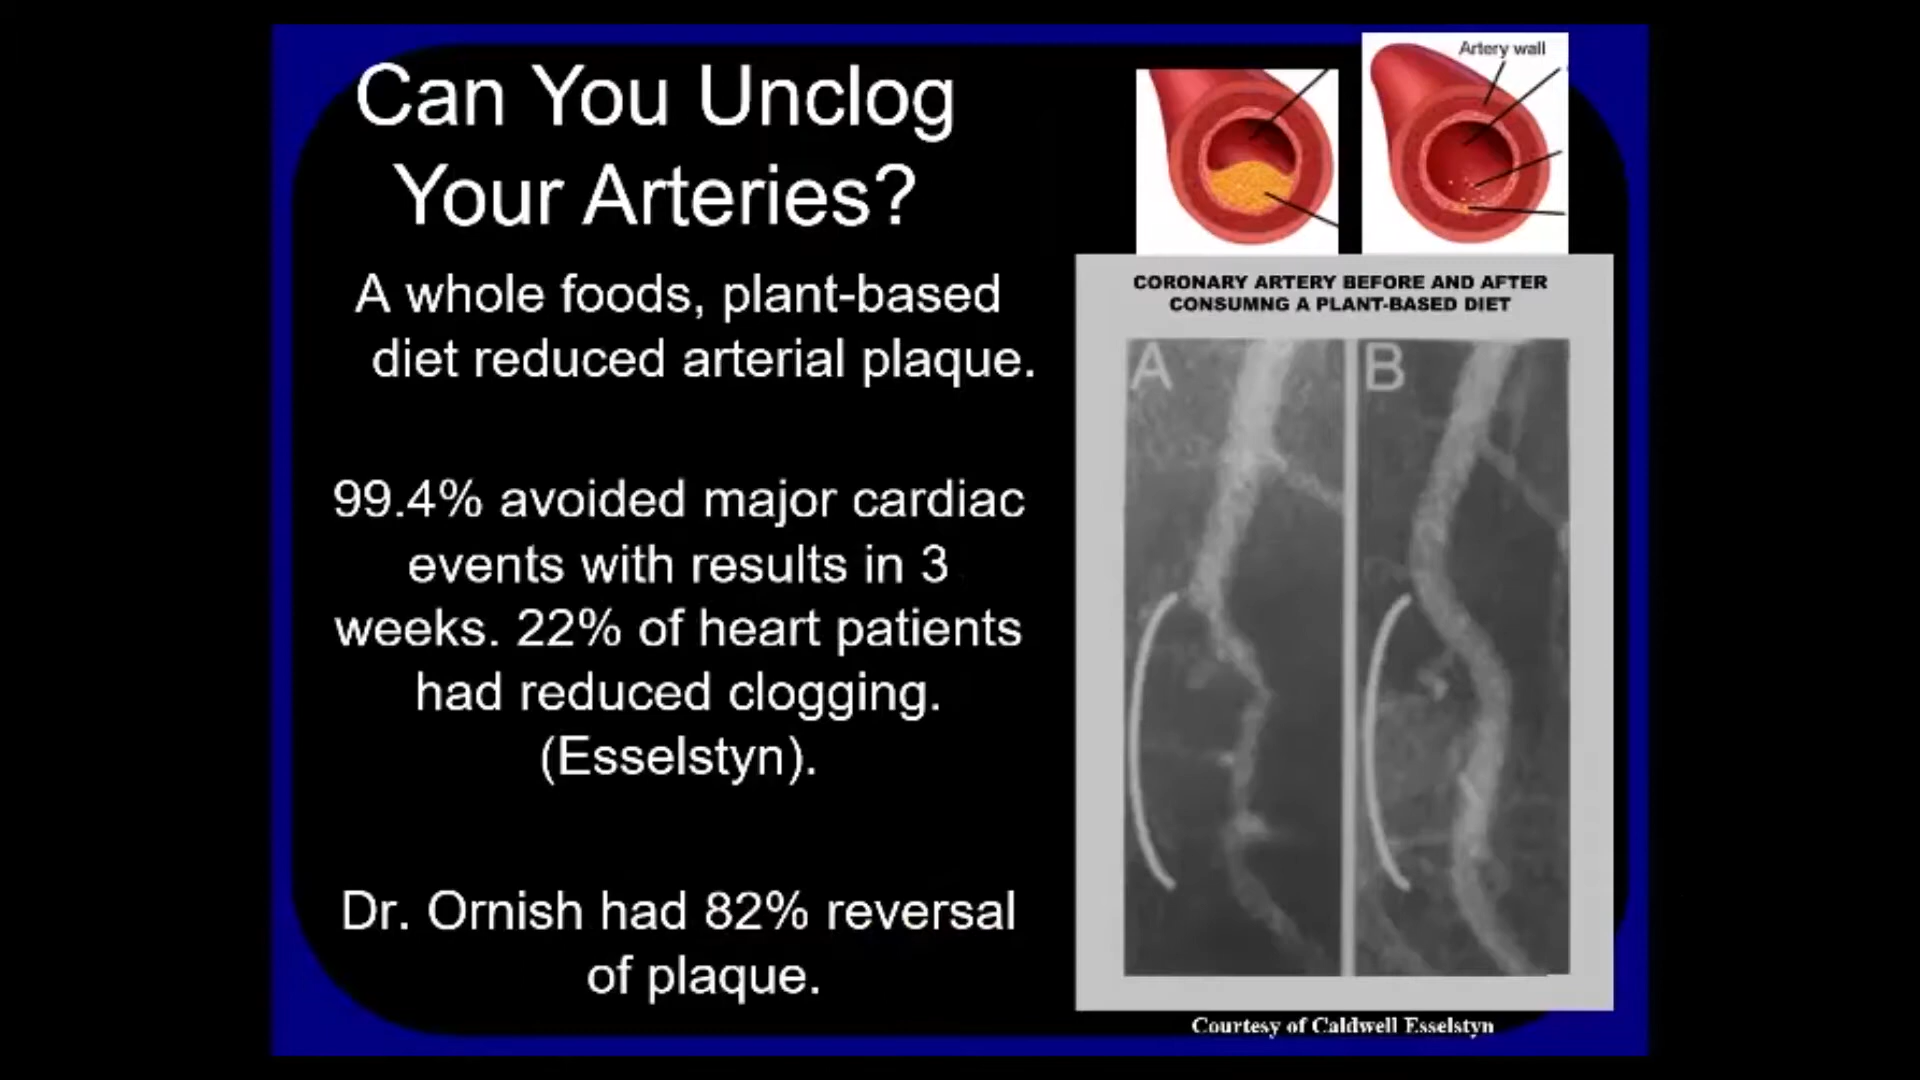 Can You Unclog
Your Arteries?
A whole foods, plant-based
diet reduced arterial plaque.
99.4% avoided major cardiac
events with results in 3
weeks. 22% of heart patients
had reduced clogging.
(Esselstyn).
Dr. Ornish had 82% reversal
of plaque.
Artery wall
CORONARY ARTERY BEFORE AND AFTER
CONSUMNG A PLANT-BASED DIET
A
B
Courtesy of Caldwell Esselstyn